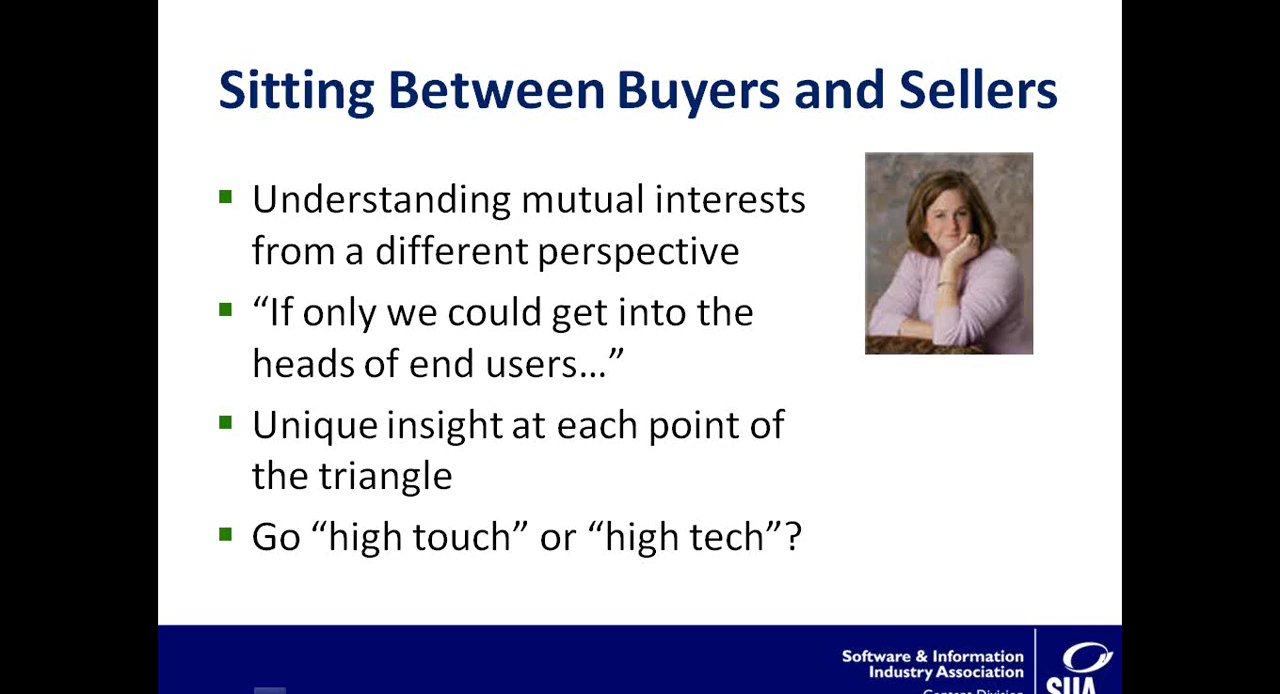 Sitting Between Buyers and Sellers
Understanding mutual interests
from a different perspective
“If only we could get into the
heads of end users…”
Unique insight at each point of
the triangle
Go “high touch” or “high tech”?
Software & Information
Industry Association
Content Division
SIIA